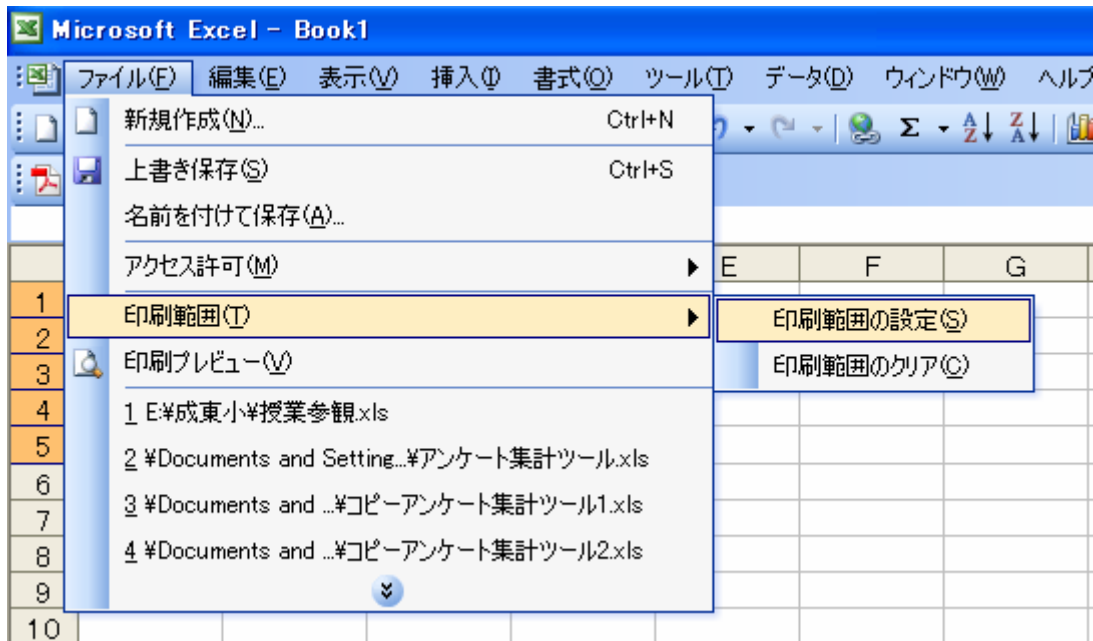 Microsoft Excel - Book1
ファイル(F) 編集(E) 表示(V) 挿入(I) 書式(O) ツール(T) データ(D) ウィンドウ(W) ヘルプ
新規作成(N)... Ctrl+N
上書き保存(S) Ctrl+S
名前を付けて保存(A)...
アクセス許可(M)
E F G
印刷範囲(T)
印刷範囲の設定(S)
印刷プレビュー(V)
印刷範囲のクリア(C)
1 E:¥成東小¥授業参観.xls
2 ¥Documents and Setting...¥アンケート集計ツール.xls
3 ¥Documents and ...¥コピーアンケート集計ツール1.xls
4 ¥Documents and ...¥コピーアンケート集計ツール2.xls
1
2
3
4
5
6
7
8
9
10